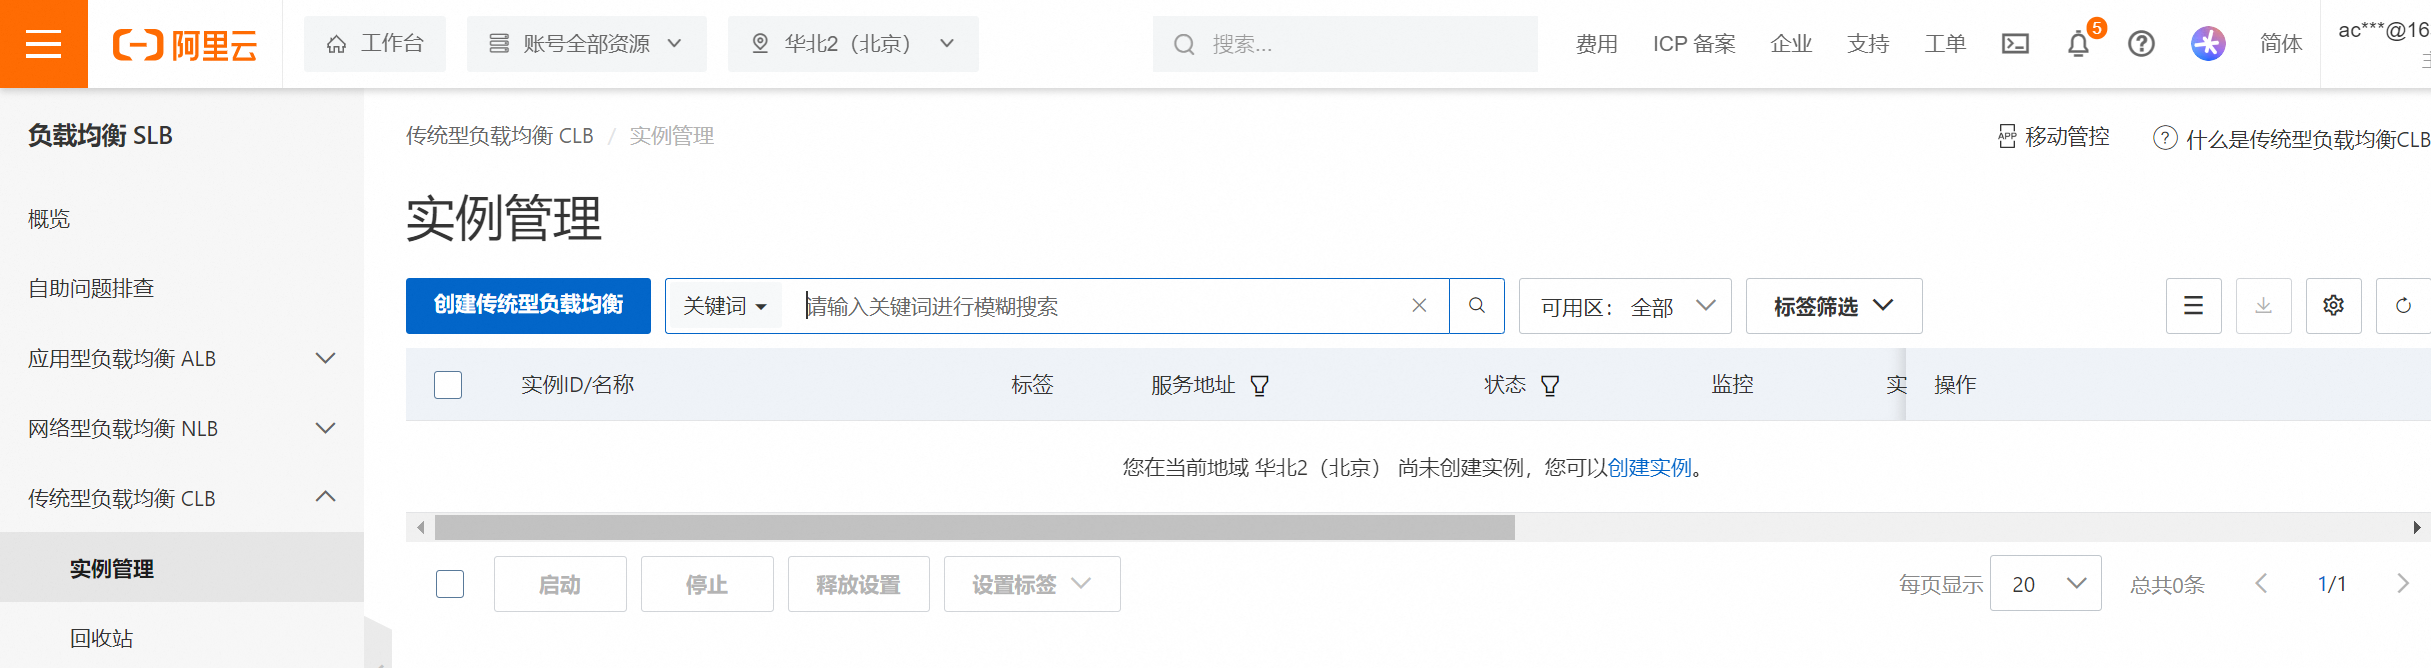 阿里云 工作台 账号全部资源 华北2（北京） 搜索... 费用 ICP 备案 企业 支持 工单 5 简体 ac***@16
负载均衡 SLB
概览
自助问题排查
应用型负载均衡 ALB
网络型负载均衡 NLB
传统型负载均衡 CLB
实例管理
回收站
传统型负载均衡 CLB / 实例管理
APP 移动管控 什么是传统型负载均衡CLB
实例管理
创建传统型负载均衡 关键词 请输入关键词进行模糊搜索 可用区： 全部 标签筛选
实例ID/名称 标签 服务地址 状态 监控 实 操作
您在当前地域 华北2（北京） 尚未创建实例，您可以创建实例。
启动 停止 释放设置 设置标签 每页显示 20 总共0条 1/1